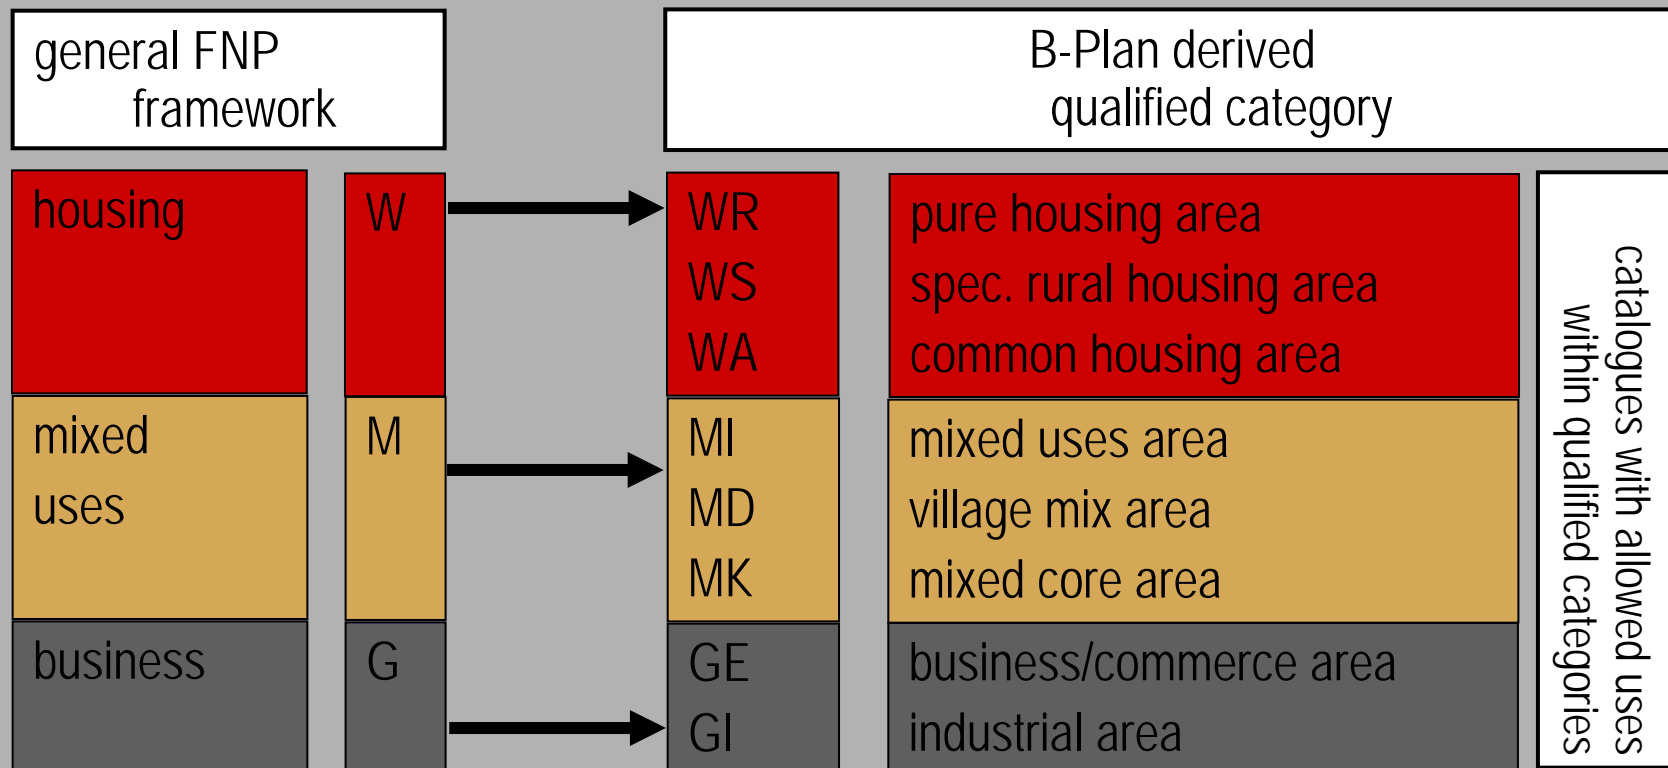 general FNP
framework
B-Plan derived
qualified category
housing
W
WR
pure housing area
WS
spec. rural housing area
WA
common housing area
mixed
uses
M
MI
mixed uses area
MD
village mix area
MK
mixed core area
business
G
GE
business/commerce area
GI
industrial area
catalogues with allowed uses
within qualified categories